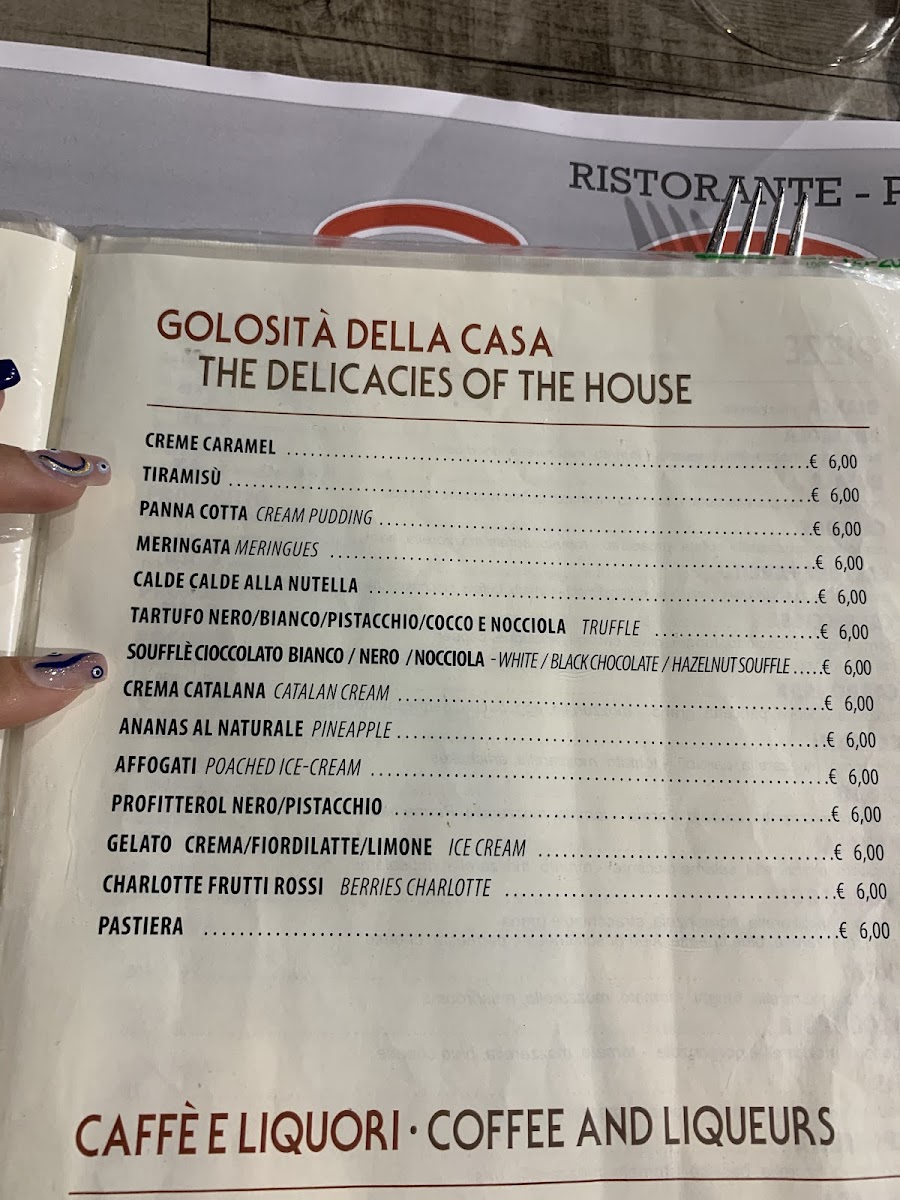 RISTORANTE - P
GOLOSITÀ DELLA CASA
THE DELICACIES OF THE HOUSE
CREME CARAMEL € 6,00
TIRAMISÙ € 6,00
PANNA COTTA CREAM PUDDING € 6,00
MERINGATA MERINGUES € 6,00
CALDE CALDE ALLA NUTELLA € 6,00
TARTUFO NERO/BIANCO/PISTACCHIO/COCCO E NOCCIOLA TRUFFLE € 6,00
SOUFFLÈ CIOCCOLATO BIANCO / NERO / NOCCIOLA - WHITE / BLACK CHOCOLATE / HAZELNUT SOUFFLE € 6,00
CREMA CATALANA CATALAN CREAM € 6,00
ANANAS AL NATURALE PINEAPPLE € 6,00
AFFOGATI POACHED ICE-CREAM € 6,00
PROFITTEROL NERO/PISTACCHIO € 6,00
GELATO CREMA/FIORDILATTE/LIMONE ICE CREAM € 6,00
CHARLOTTE FRUTTI ROSSI BERRIES CHARLOTTE € 6,00
PASTIERA € 6,00
CAFFÈ E LIQUORI · COFFEE AND LIQUEURS